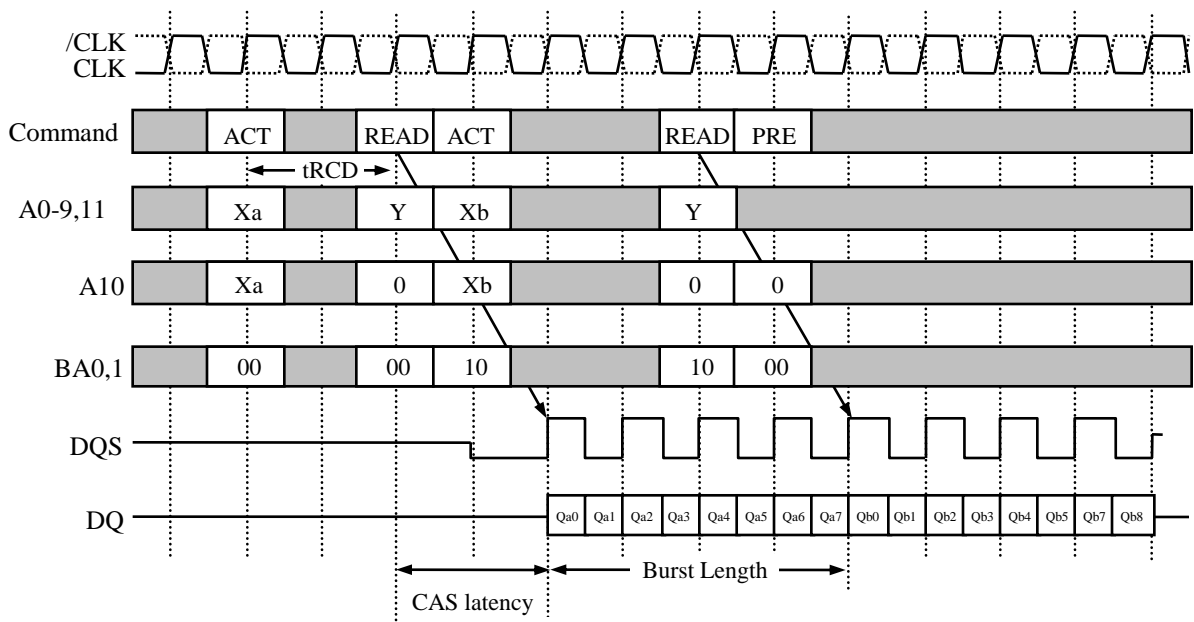 /CLK
CLK
Command ACT READ ACT READ PRE
tRCD
A0-9,11 Xa Y Xb Y
A10 Xa 0 Xb 0 0
BA0,1 00 00 10 10 00
DQS
DQ Qa0 Qa1 Qa2 Qa3 Qa4 Qa5 Qa6 Qa7 Qb0 Qb1 Qb2 Qb3 Qb4 Qb5 Qb7 Qb8
Burst Length
CAS latency